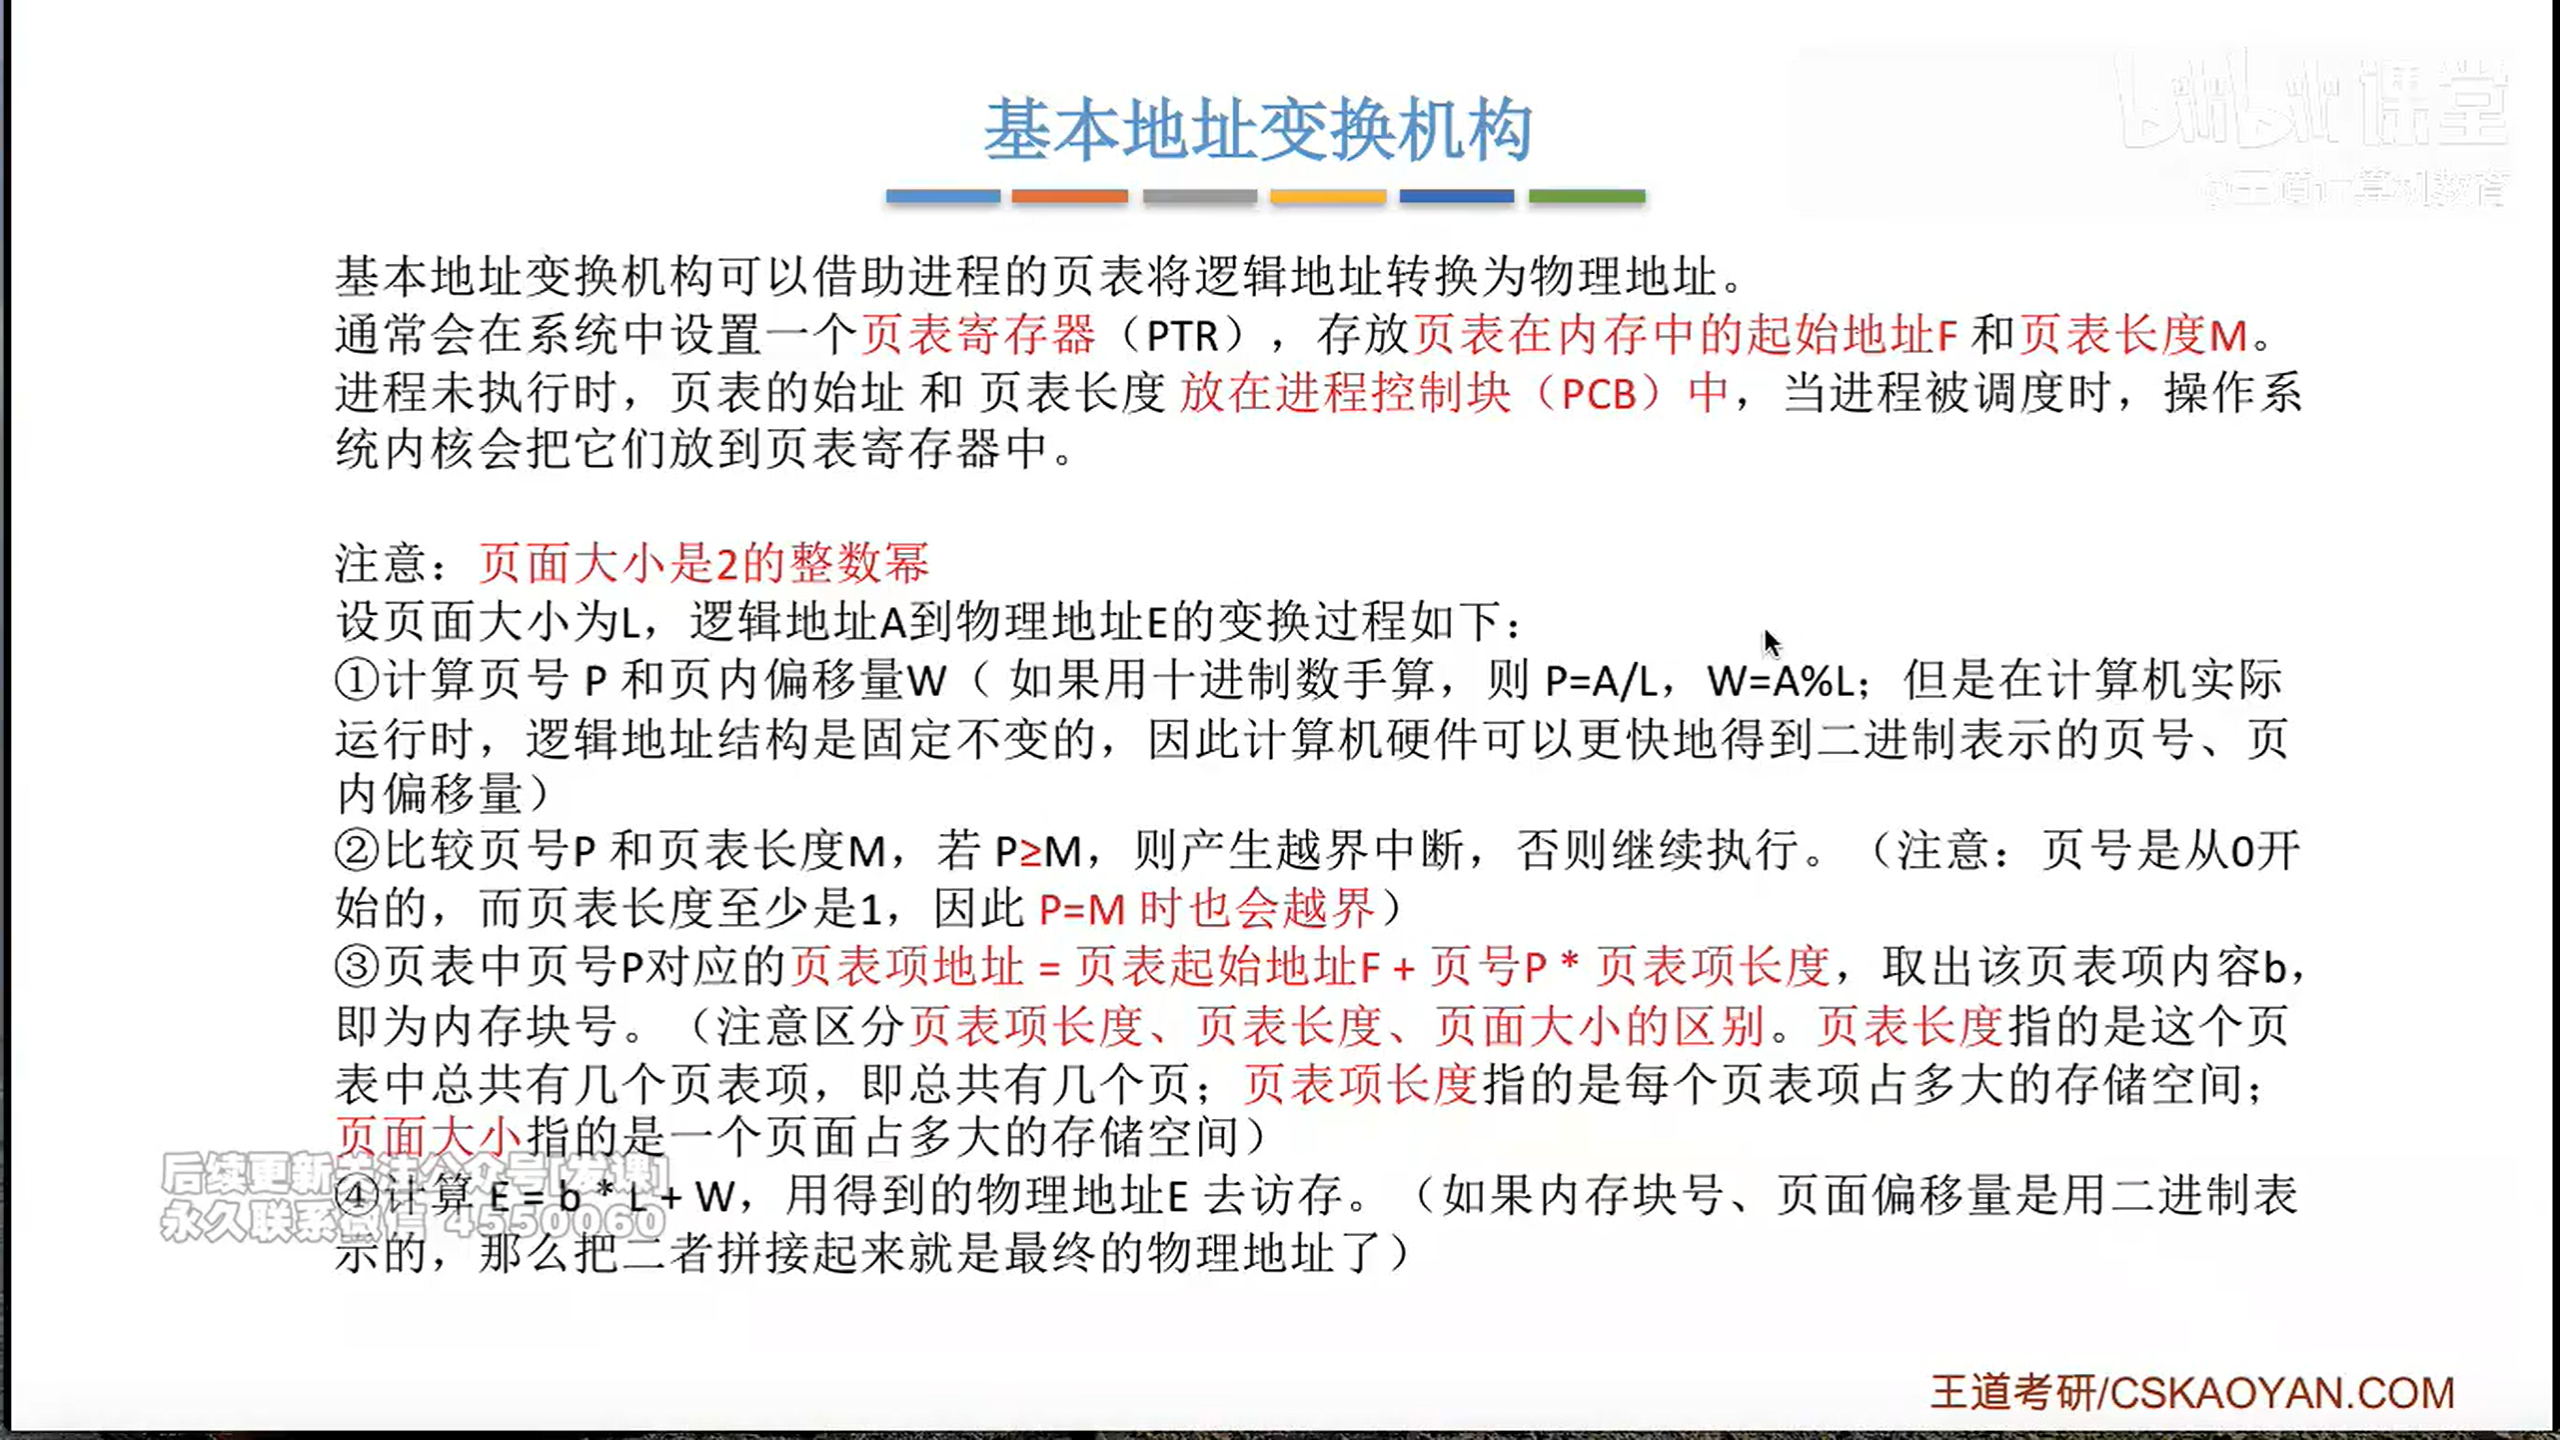 bilibili 课堂
@王道计算机教育
基本地址变换机构
基本地址变换机构可以借助进程的页表将逻辑地址转换为物理地址。
通常会在系统中设置一个页表寄存器（PTR），存放页表在内存中的起始地址F 和页表长度M。
进程未执行时，页表的始址 和 页表长度 放在进程控制块（PCB）中，当进程被调度时，操作系
统内核会把它们放到页表寄存器中。
注意：页面大小是2的整数幂
设页面大小为L，逻辑地址A到物理地址E的变换过程如下：
①计算页号 P 和页内偏移量W（ 如果用十进制数手算，则 P=A/L，W=A%L；但是在计算机实际
运行时，逻辑地址结构是固定不变的，因此计算机硬件可以更快地得到二进制表示的页号、页
内偏移量）
②比较页号P 和页表长度M，若 P≥M，则产生越界中断，否则继续执行。（注意：页号是从0开
始的，而页表长度至少是1，因此 P=M 时也会越界）
③页表中页号P对应的页表项地址 = 页表起始地址F + 页号P * 页表项长度，取出该页表项内容b，
即为内存块号。（注意区分页表项长度、页表长度、页面大小的区别。页表长度指的是这个页
表中总共有几个页表项，即总共有几个页；页表项长度指的是每个页表项占多大的存储空间；
页面大小指的是一个页面占多大的存储空间）
后续更新关注公众号[发课]
④计算 E = b * L + W，用得到的物理地址E 去访存。（如果内存块号、页面偏移量是用二进制表
永久联系微信 4550060
示的，那么把二者拼接起来就是最终的物理地址了）
王道考研/CSKAOYAN.COM